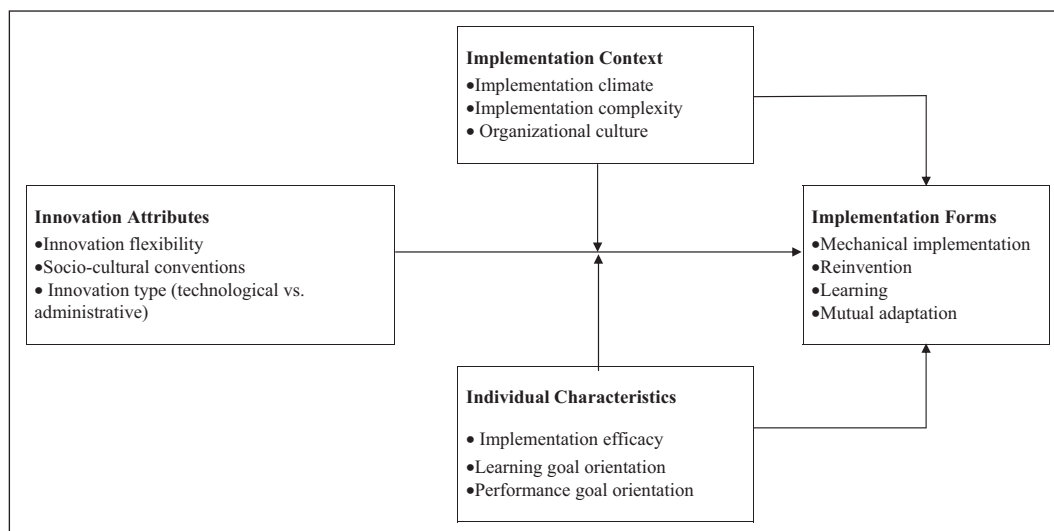 Implementation Context
•Implementation climate
•Implementation complexity
• Organizational culture
Innovation Attributes
•Innovation flexibility
•Socio-cultural conventions
• Innovation type (technological vs.
administrative)
Implementation Forms
•Mechanical implementation
•Reinvention
•Learning
•Mutual adaptation
Individual Characteristics
• Implementation efficacy
•Learning goal orientation
•Performance goal orientation